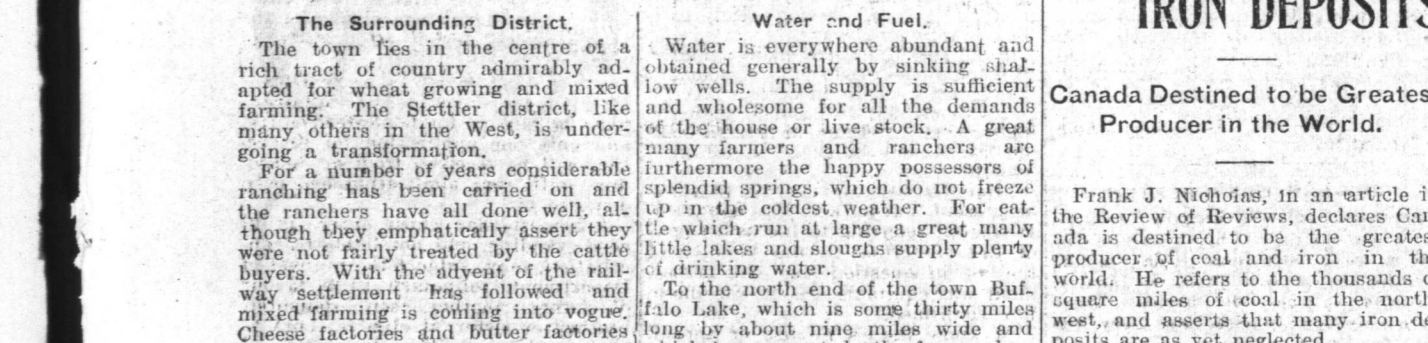 The Surrounding District.
The town lies in the centre of a
rich tract of country admirably ad-
apted for wheat growing and mixed
farming. The Stettler district, like
many others in the West, is under-
going a transformation.
For a number of years considerable
ranching has been carried on and
the ranchers have all done well, al-
though they emphatically assert they
were not fairly treated by the cattle
buyers. With the advent of the rail-
way settlement has followed and
mixed farming is coming into vogue.
Cheese factories and butter factories
Water and Fuel.
Water is everywhere abundant and
obtained generally by sinking shal-
low wells. The supply is sufficient
and wholesome for all the demands
of the house or live stock. A great
many farmers and ranchers are
furthermore the happy possessors of
splendid springs, which do not freeze
up in the coldest weather. For cat-
tle which run at large a great many
little lakes and sloughs supply plenty
of drinking water.
To the north end of the town Buf-
falo Lake, which is some thirty miles
long by about nine miles wide and
IRON DEPOSITS
Canada Destined to be Greates
Producer in the World.
Frank J. Nicholas, in an article i
the Review of Reviews, declares Can
ada is destined to be the greates
producer of coal and iron in th
world. He refers to the thousands o
square miles of coal in the north
west, and asserts that many iron de
posits are as yet neglected